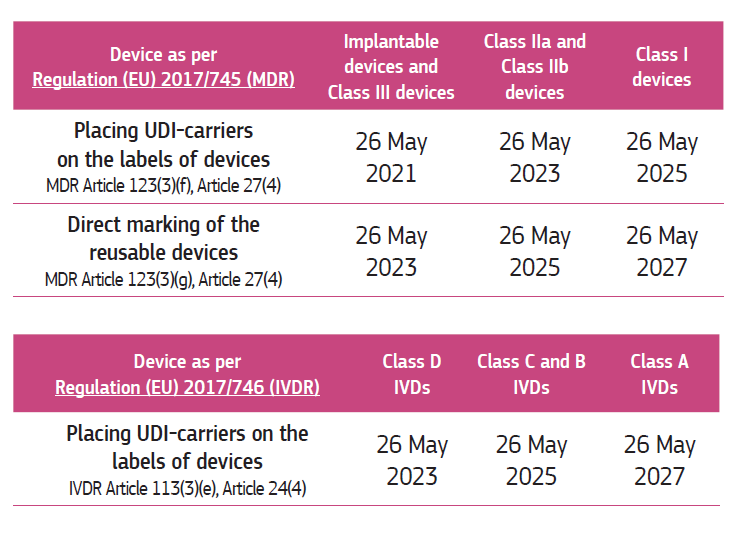 Device as per
Regulation (EU) 2017/745 (MDR)
Implantable
devices and
Class III devices
Class IIa and
Class IIb
devices
Class I
devices
Placing UDI-carriers
on the labels of devices
MDR Article 123(3)(f), Article 27(4)
26 May
2021
26 May
2023
26 May
2025
Direct marking of the
reusable devices
MDR Article 123(3)(g), Article 27(4)
26 May
2023
26 May
2025
26 May
2027
Device as per
Regulation (EU) 2017/746 (IVDR)
Class D
IVDs
Class C and B
IVDs
Class A
IVDs
Placing UDI-carriers on the
labels of devices
IVDR Article 113(3)(e), Article 24(4)
26 May
2023
26 May
2025
26 May
2027